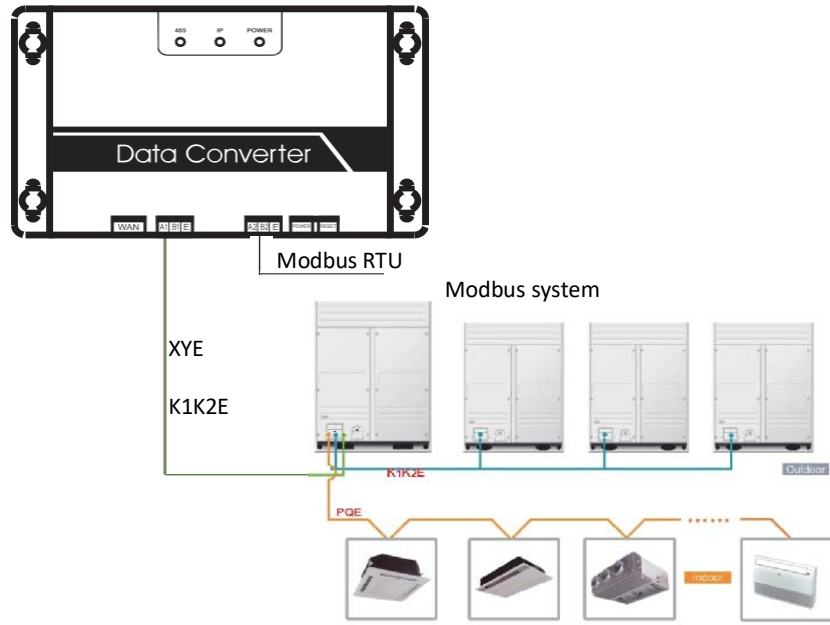 485 IP POWER
Data Converter
WAN A1 B1 E A2 B2 E POWER RESET
Modbus RTU
Modbus system
XYE
K1K2E
K1K2E
Outdoor
PQE
Indoor